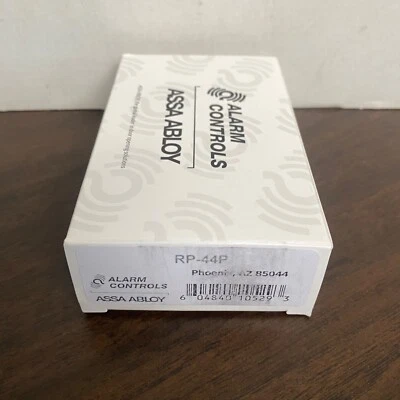 ALARM
CONTROLS
ASSA ABLOY
RP-44P
Phoenix, AZ 85044
ALARM
CONTROLS
ASSA ABLOY
6 04840 10529 3